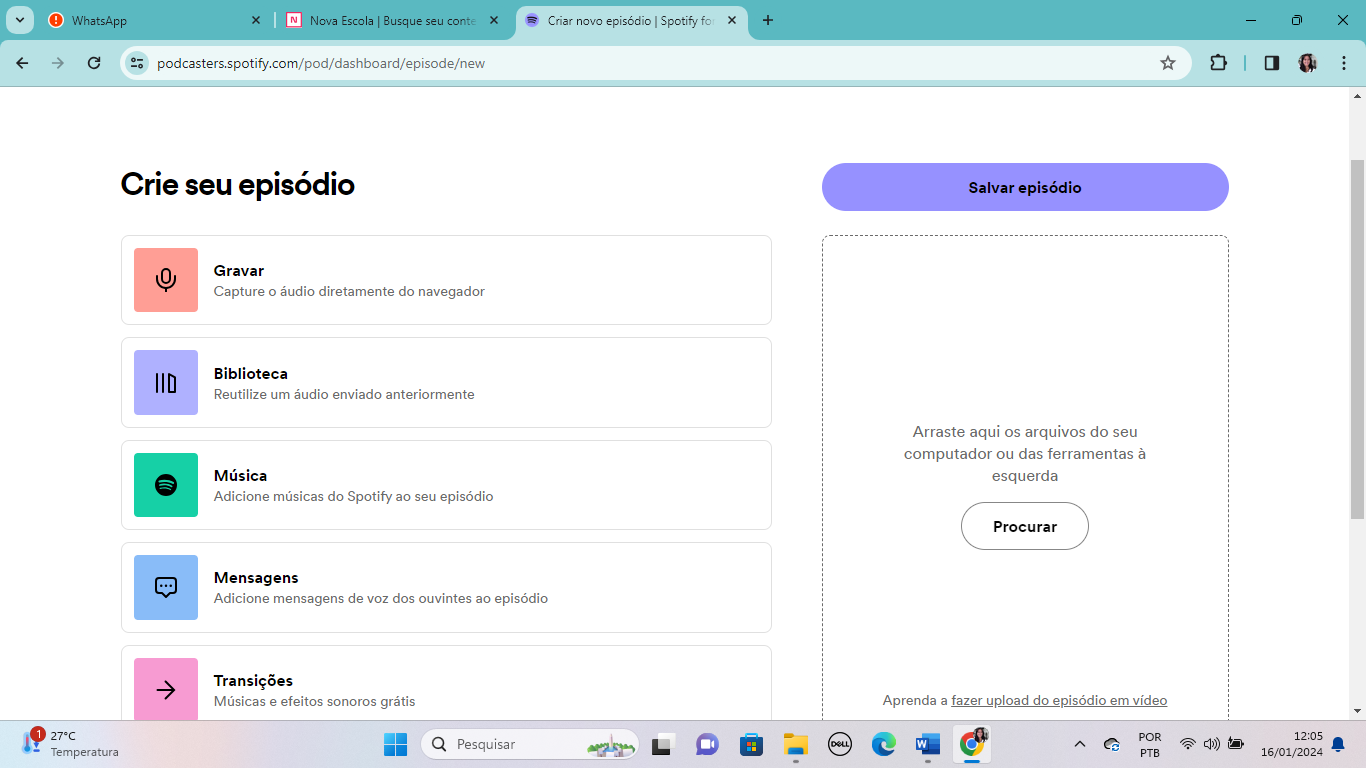 WhatsApp
Nova Escola | Busque seu conte
Criar novo episódio | Spotify for
podcasters.spotify.com/pod/dashboard/episode/new
Crie seu episódio
Salvar episódio
Gravar
Capture o áudio diretamente do navegador
Biblioteca
Reutilize um áudio enviado anteriormente
Música
Adicione músicas do Spotify ao seu episódio
Mensagens
Adicione mensagens de voz dos ouvintes ao episódio
Transições
Músicas e efeitos sonoros grátis
Arraste aqui os arquivos do seu
computador ou das ferramentas à
esquerda
Procurar
Aprenda a fazer upload do episódio em vídeo
1
27°C
Temperatura
Pesquisar
DELL
POR
PTB
12:05
16/01/2024